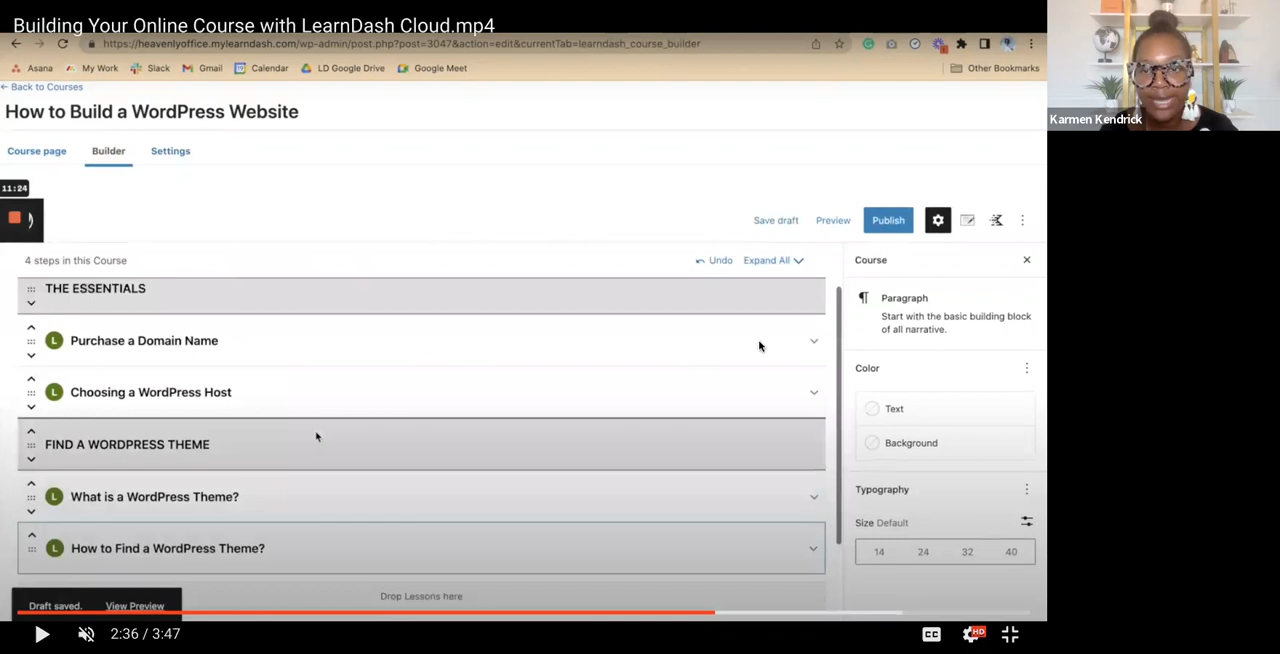 Building Your Online Course with LearnDash Cloud.mp4
https://heavenlyoffice.mylearndash.com/wp-admin/post.php?post=3047&action=edit&currentTab=learndash_course_builder
Asana My Work Slack Gmail Calendar LD Google Drive Google Meet Other Bookmarks
Karmen Kendrick
← Back to Courses
How to Build a WordPress Website
Course page Builder Settings
11:24
Save draft Preview Publish
4 steps in this Course Undo Expand All
Course
THE ESSENTIALS
Paragraph
Start with the basic building block
of all narrative.
L Purchase a Domain Name
Color
L Choosing a WordPress Host
Text
FIND A WORDPRESS THEME
Background
L What is a WordPress Theme?
Typography
Size Default
L How to Find a WordPress Theme?
14 24 32 40
Drop Lessons here
Draft saved. View Preview
2:36 / 3:47
CC HD